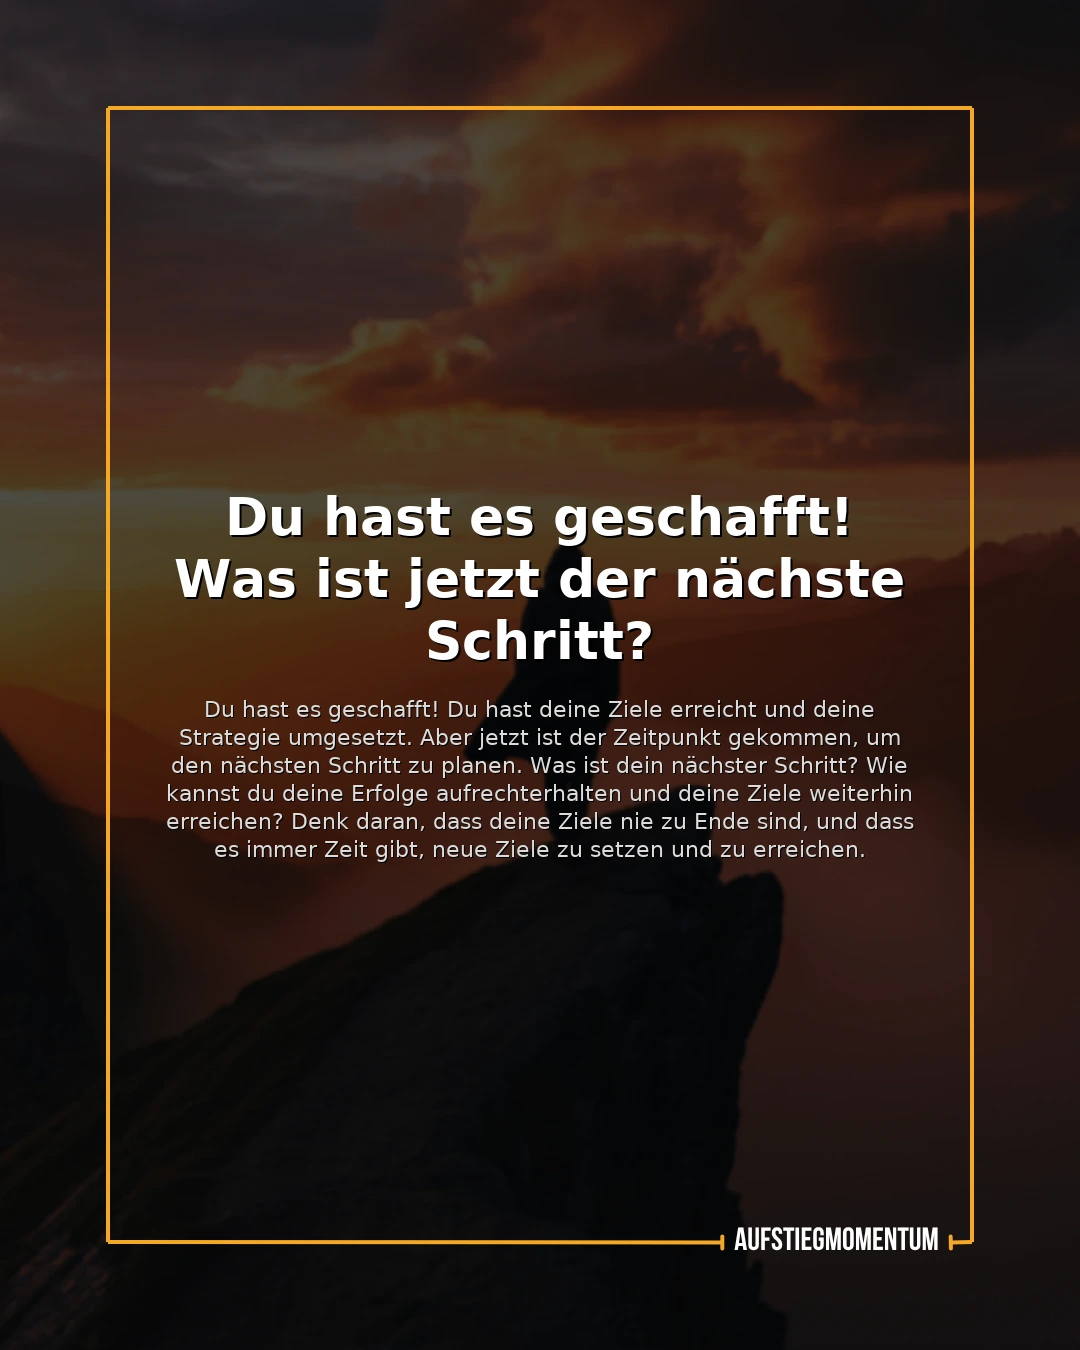 Du hast es geschafft!
Was ist jetzt der nächste
Schritt?
Du hast es geschafft! Du hast deine Ziele erreicht und deine
Strategie umgesetzt. Aber jetzt ist der Zeitpunkt gekommen, um
den nächsten Schritt zu planen. Was ist dein nächster Schritt? Wie
kannst du deine Erfolge aufrechterhalten und deine Ziele weiterhin
erreichen? Denk daran, dass deine Ziele nie zu Ende sind, und dass
es immer Zeit gibt, neue Ziele zu setzen und zu erreichen.
AUFSTIEGMOMENTUM